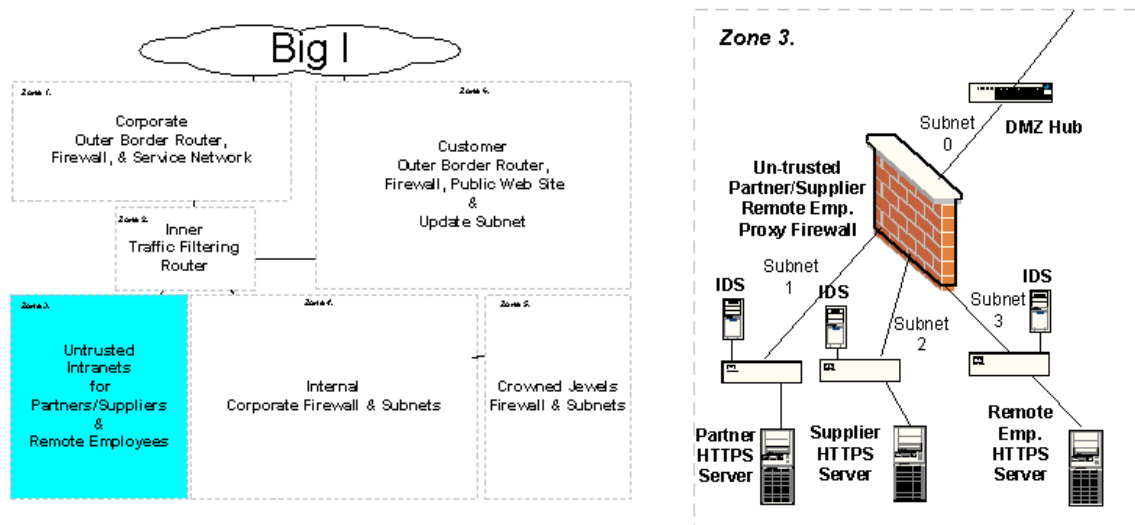 Big I
Zone 1.
Corporate
Outer Border Router,
Firewall, & Service Network
Zone
Customer
Outer Border Router,
Firewall, Public Web Site
&
Update Subnet
Zone 2.
Inner
Traffic Filtering
Router
Zone 3.
Untrusted
Intranets
for
Partners/Suppliers
&
Remote Employees
Zone 4.
Internal
Corporate Firewall & Subnets
Zone 5.
Crowned Jewels
Firewall & Subnets
Zone 3.
DMZ Hub
Subnet
0
Un-trusted
Partner/Supplier
Remote Emp.
Proxy Firewall
Subnet
1
IDS
IDS
Subnet
2
Subnet
3
IDS
Partner
HTTPS
Server
Supplier
HTTPS
Server
Remote
Emp.
HTTPS
Server